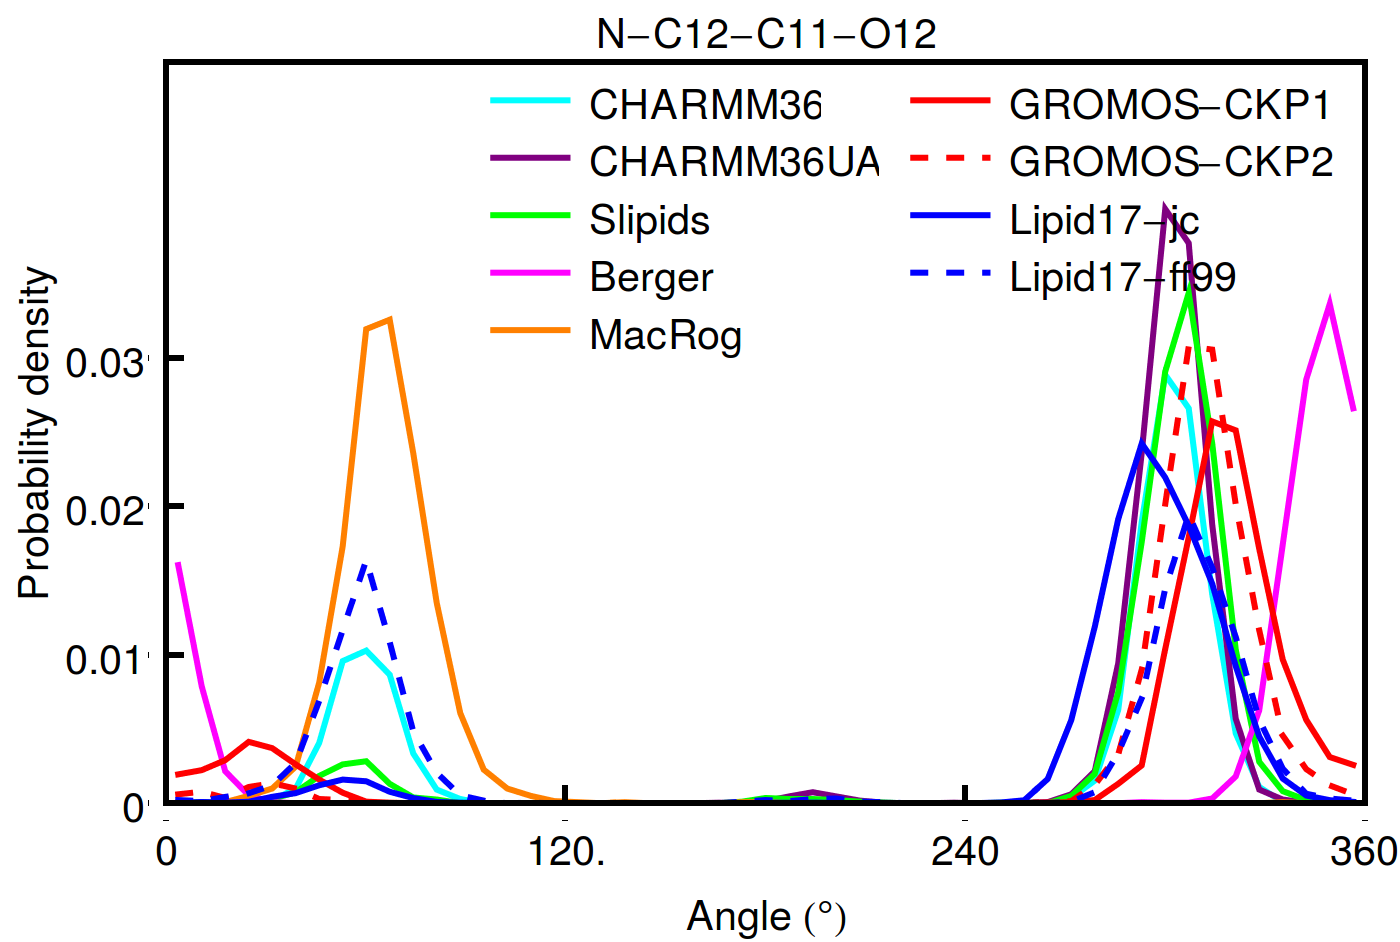 N−C12−C11−O12
CHARMM36
CHARMM36UA
Slipids
Berger
MacRog
GROMOS−CKP1
GROMOS−CKP2
Lipid17−jc
Lipid17−ff99
Probability density
0.03
0.02
0.01
0
0 120. 240 360
Angle (°)